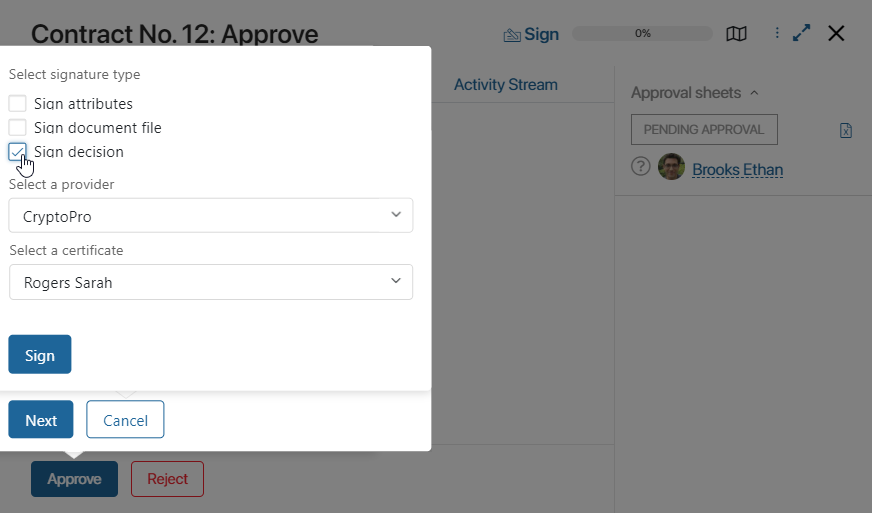 Contract No. 12: Approve
Sign
0%
Select signature type
Sign attributes
Sign document file
Sign decision
Select a provider
CryptoPro
Select a certificate
Rogers Sarah
Sign
Next
Cancel
Approve
Reject
Activity Stream
Approval sheets
PENDING APPROVAL
Brooks Ethan